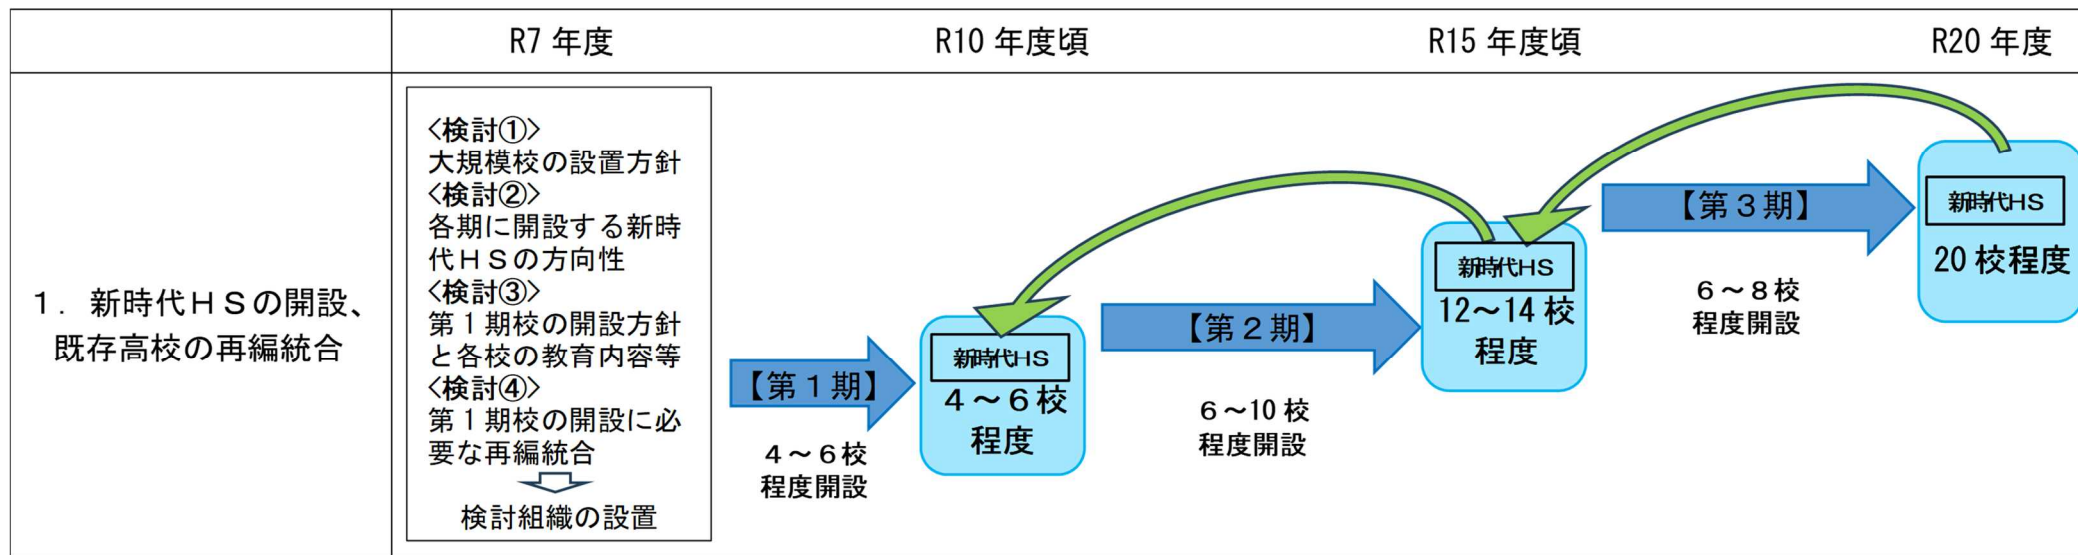 R7 年度
R10 年度頃
R15 年度頃
R20 年度
1．新時代ＨＳの開設、
既存高校の再編統合
<検討①>
大規模校の設置方針
<検討②>
各期に開設する新時
代ＨＳの方向性
<検討③>
第１期校の開設方針
と各校の教育内容等
<検討④>
第１期校の開設に必
要な再編統合
検討組織の設置
【第１期】
４～６校
程度開設
新時代HS
４～６校
程度
【第２期】
６～10 校
程度開設
新時代HS
12～14 校
程度
【第３期】
６～８校
程度開設
新時代HS
20 校程度